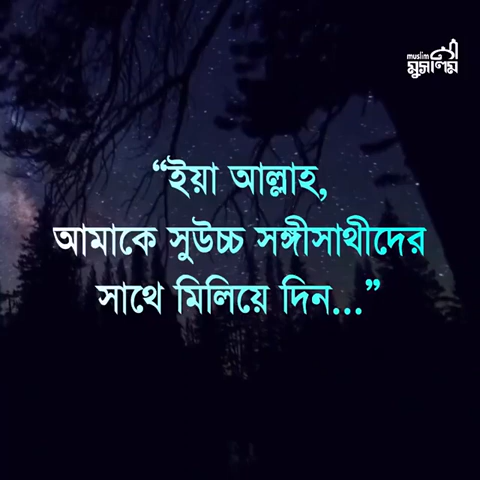 muslim
মুসলিম
“ইয়া আল্লাহ,
আমাকে সুউচ্চ সঙ্গীসাথীদের
সাথে মিলিয়ে দিন...”